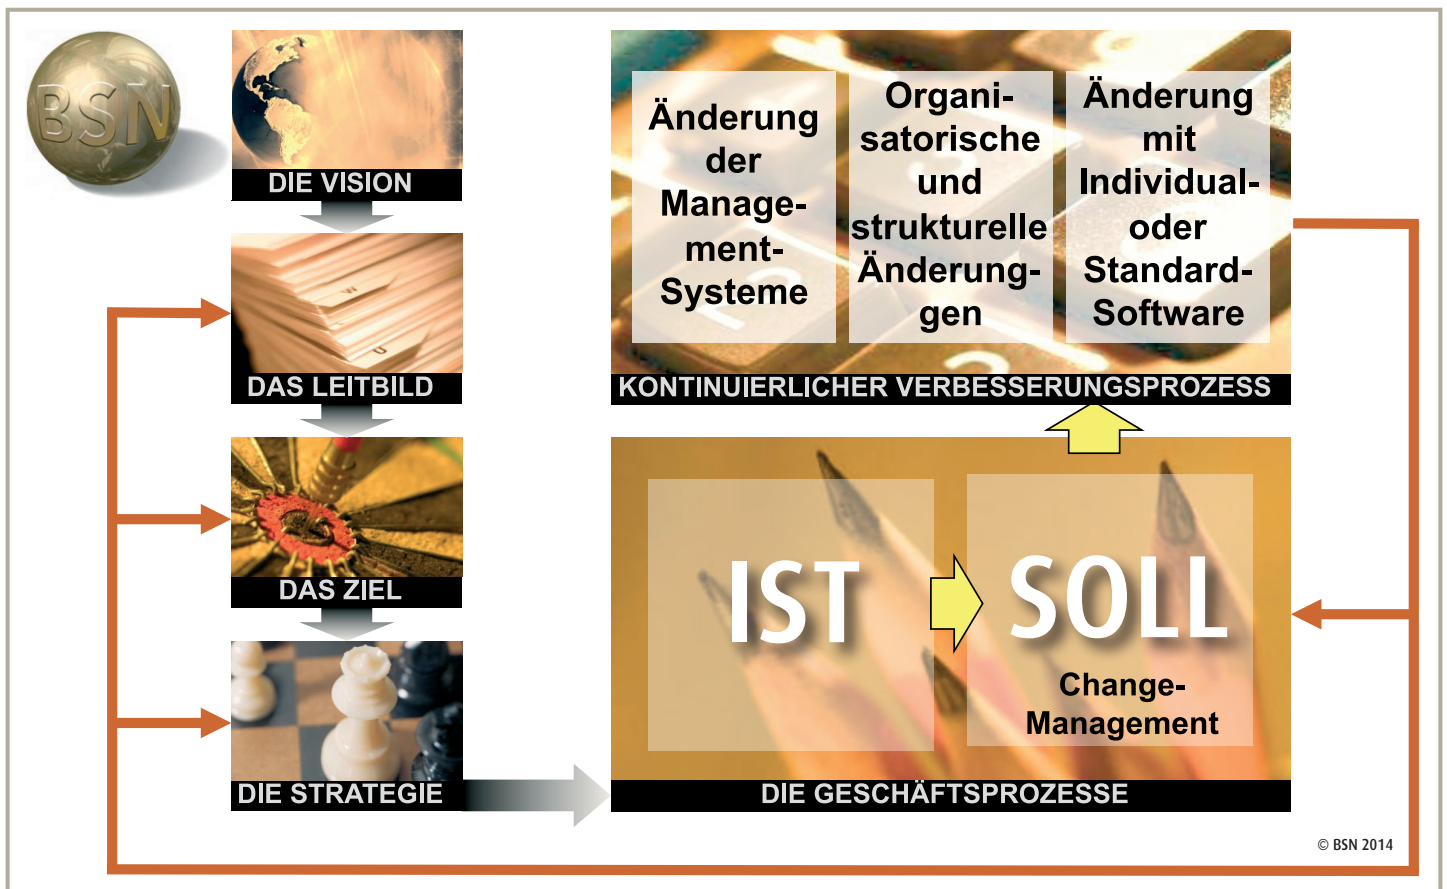 BSN
DIE VISION
DAS LEITBILD
W
U
DAS ZIEL
DIE STRATEGIE
Änderung
der
Manage-
ment-
Systeme
Organi-
satorische
und
strukturelle
Änderung-
gen
Änderung
mit
Individual-
oder
Standard-
Software
KONTINUIERLICHER VERBESSERUNGSPROZESS
IST
SOLL
Change-
Management
DIE GESCHÄFTSPROZESSE
© BSN 2014